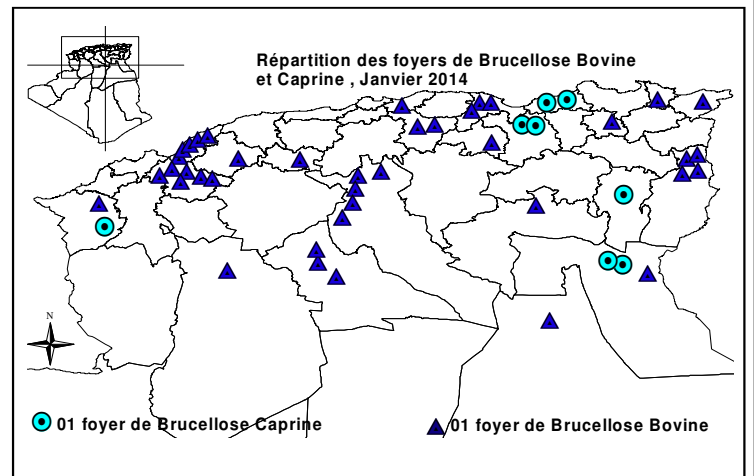 Répartition des foyers de Brucellose Bovine
et Caprine , Janvier 2014
N
01 foyer de Brucellose Caprine
01 foyer de Brucellose Bovine